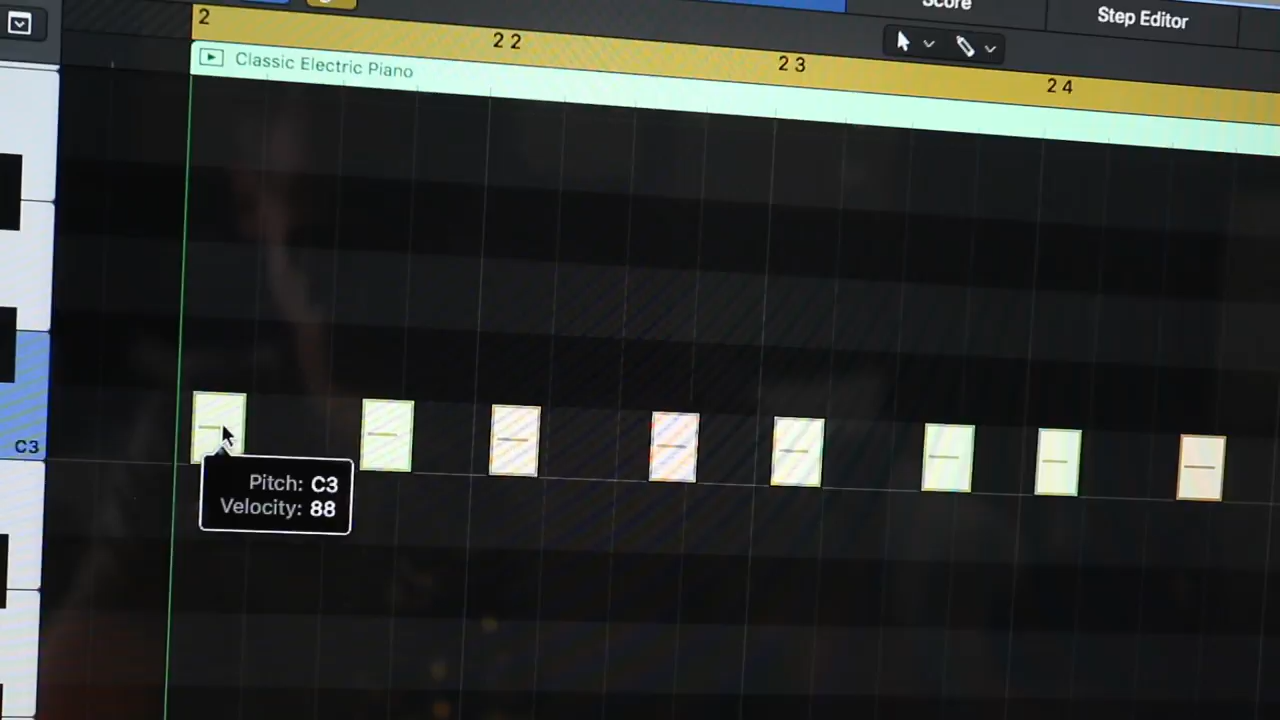 Score
Step Editor
2
2 2
2 3
2 4
Classic Electric Piano
C3
Pitch: C3
Velocity: 88